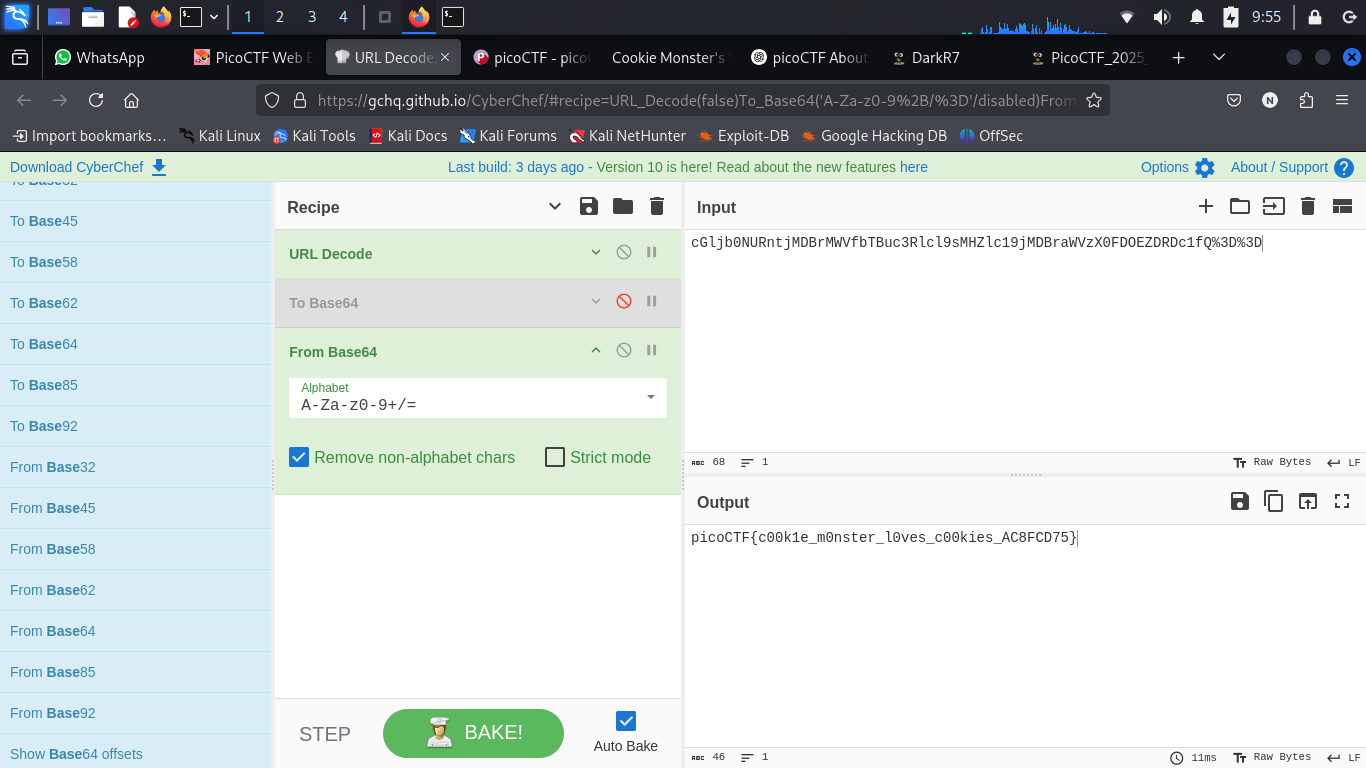 1 2 3 4 9:55
WhatsApp PicoCTF Web E URL Decode, picoCTF - pico Cookie Monster's picoCTF About DarkR7 PicoCTF_2025_
https://gchq.github.io/CyberChef/#recipe=URL_Decode(false)To_Base64('A-Za-z0-9%2B/%3D'/disabled)From N
Import bookmarks… Kali Linux Kali Tools Kali Docs Kali Forums Kali NetHunter Exploit-DB Google Hacking DB OffSec
Download CyberChef Last build: 3 days ago - Version 10 is here! Read about the new features here Options About / Support ?
Recipe Input
To Base45
To Base58
To Base62
To Base64
To Base85
To Base92
From Base32
From Base45
From Base58
From Base62
From Base64
From Base85
From Base92
Show Base64 offsets
URL Decode
To Base64
From Base64
Alphabet
A-Za-z0-9+/=
Remove non-alphabet chars Strict mode
STEP BAKE! Auto Bake
cGljb0NURntjMDBrMWVfbTBuc3Rlcl9sMHZlc19jMDBraWVzX0FDOEZDRDc1fQ%3D%3D
ABC 68 1 Raw Bytes LF
Output
picoCTF{c00k1e_m0nster_l0ves_c00kies_AC8FCD75}
ABC 46 1 11ms Raw Bytes LF